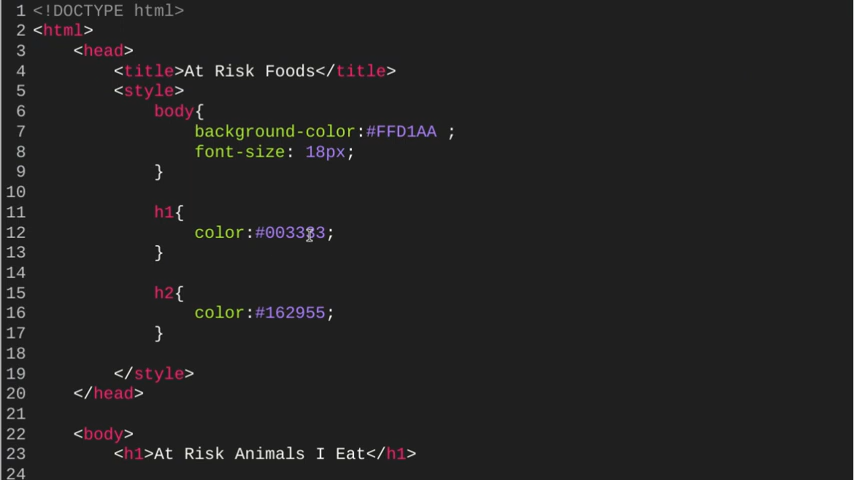 1 <!DOCTYPE html>
2 <html>
3     <head>
4         <title>At Risk Foods</title>
5         <style>
6             body{
7                 background-color:#FFD1AA ;
8                 font-size: 18px;
9             }
10
11             h1{
12                 color:#003333;
13             }
14
15             h2{
16                 color:#162955;
17             }
18
19         </style>
20     </head>
21
22     <body>
23         <h1>At Risk Animals I Eat</h1>
24